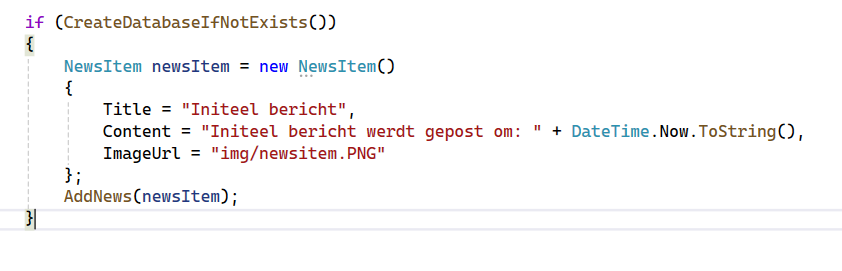 if (CreateDatabaseIfNotExists())
{
NewsItem newsItem = new NewsItem()
{
Title = "Initeel bericht",
Content = "Initeel bericht werdt gepost om: " + DateTime.Now.ToString(),
ImageUrl = "img/newsitem.PNG"
};
AddNews(newsItem);
}